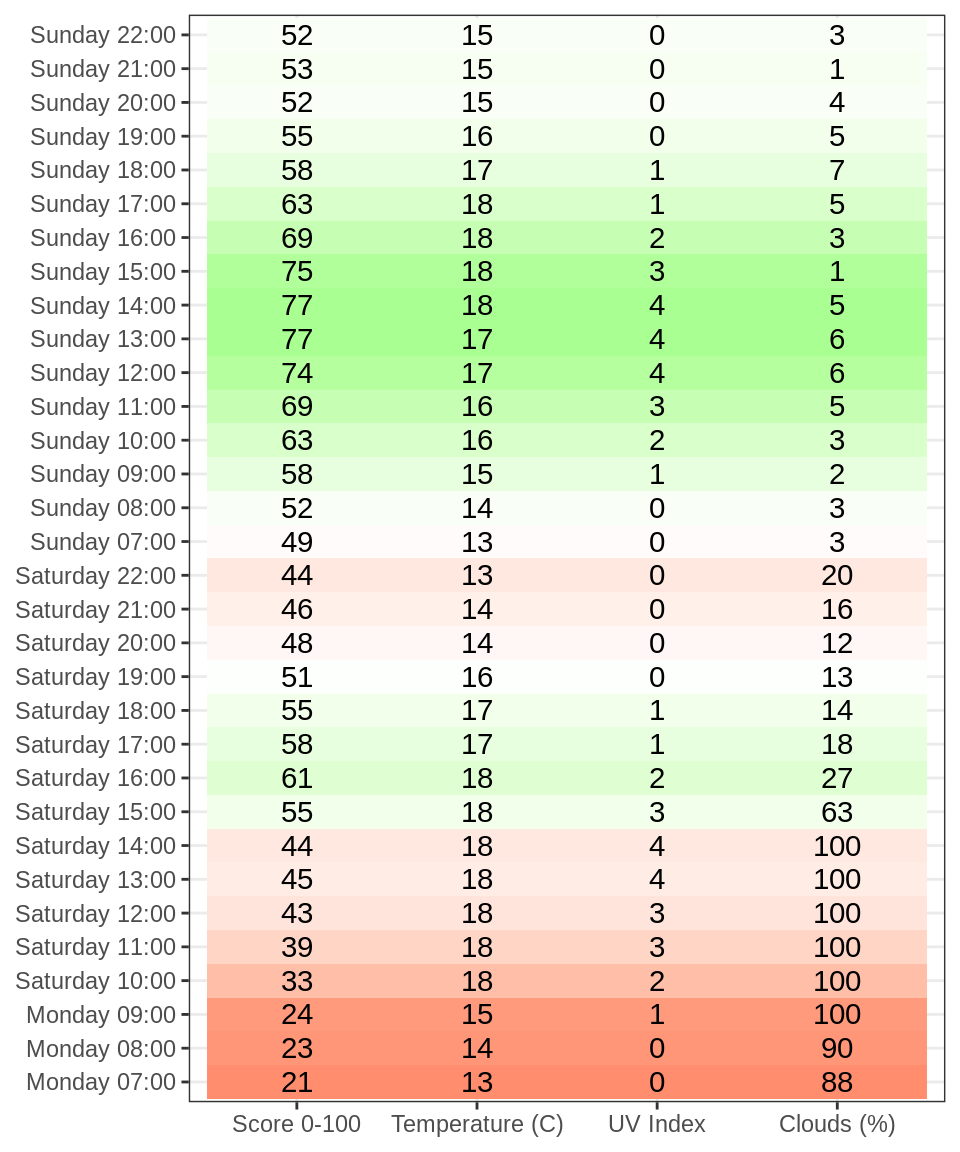 Sunday 22:00 52 15 0 3
Sunday 21:00 53 15 0 1
Sunday 20:00 52 15 0 4
Sunday 19:00 55 16 0 5
Sunday 18:00 58 17 1 7
Sunday 17:00 63 18 1 5
Sunday 16:00 69 18 2 3
Sunday 15:00 75 18 3 1
Sunday 14:00 77 18 4 5
Sunday 13:00 77 17 4 6
Sunday 12:00 74 17 4 6
Sunday 11:00 69 16 3 5
Sunday 10:00 63 16 2 3
Sunday 09:00 58 15 1 2
Sunday 08:00 52 14 0 3
Sunday 07:00 49 13 0 3
Saturday 22:00 44 13 0 20
Saturday 21:00 46 14 0 16
Saturday 20:00 48 14 0 12
Saturday 19:00 51 16 0 13
Saturday 18:00 55 17 1 14
Saturday 17:00 58 17 1 18
Saturday 16:00 61 18 2 27
Saturday 15:00 55 18 3 63
Saturday 14:00 44 18 4 100
Saturday 13:00 45 18 4 100
Saturday 12:00 43 18 3 100
Saturday 11:00 39 18 3 100
Saturday 10:00 33 18 2 100
Monday 09:00 24 15 1 100
Monday 08:00 23 14 0 90
Monday 07:00 21 13 0 88
Score 0-100 Temperature (C) UV Index Clouds (%)